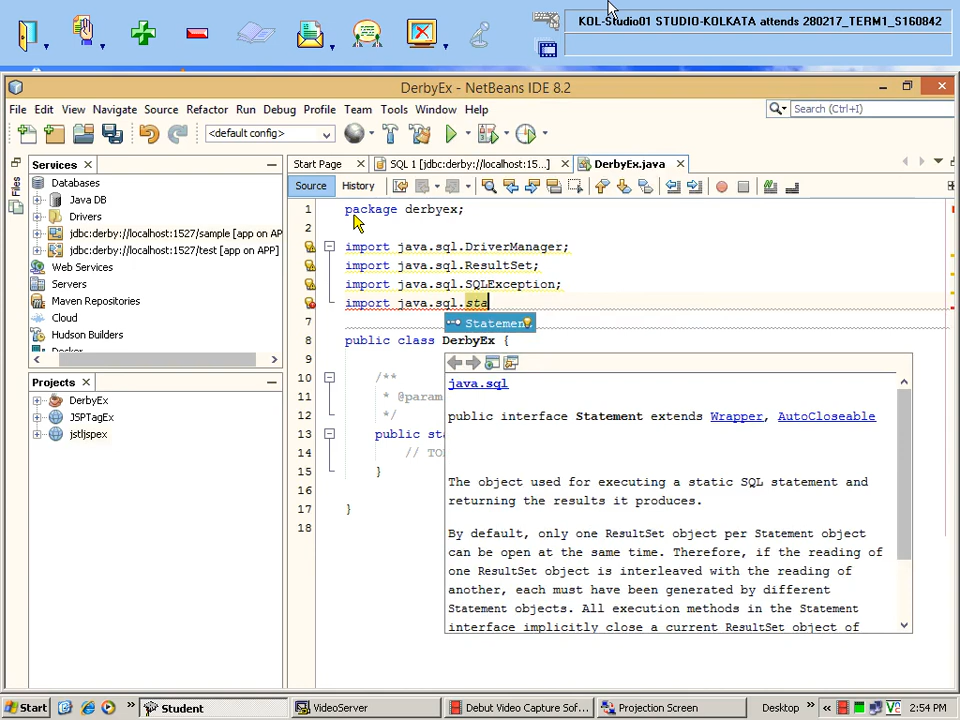 KOL-Studio01 STUDIO-KOLKATA attends 280217_TERM1_S160842
DerbyEx - NetBeans IDE 8.2
File Edit View Navigate Source Refactor Run Debug Profile Team Tools Window Help
Search (Ctrl+I)
<default config>
Files
Services
Databases
Java DB
Drivers
jdbc:derby://localhost:1527/sample [app on APP]
jdbc:derby://localhost:1527/test [app on APP]
Web Services
Servers
Maven Repositories
Cloud
Hudson Builders
Docker
Projects
DerbyEx
JSPTagEx
jstljspex
Start Page SQL 1 [jdbc:derby://localhost:15...] DerbyEx.java
Source History
1 package derbyex;
2
import java.sql.DriverManager;
import java.sql.ResultSet;
import java.sql.SQLException;
import java.sql.sta
Statement
7
8 public class DerbyEx {
9
10 /**
11 * @param
12 */
13 public sta
14 // TO
15 }
16
17 }
18
java.sql
public interface Statement extends Wrapper, AutoCloseable
The object used for executing a static SQL statement and
returning the results it produces.
By default, only one ResultSet object per Statement object
can be open at the same time. Therefore, if the reading of
one ResultSet object is interleaved with the reading of
another, each must have been generated by different
Statement objects. All execution methods in the Statement
interface implicitly close a current ResultSet object of
Start » Student VideoServer Debut Video Capture Sof... Projection Screen Desktop » « 2:54 PM